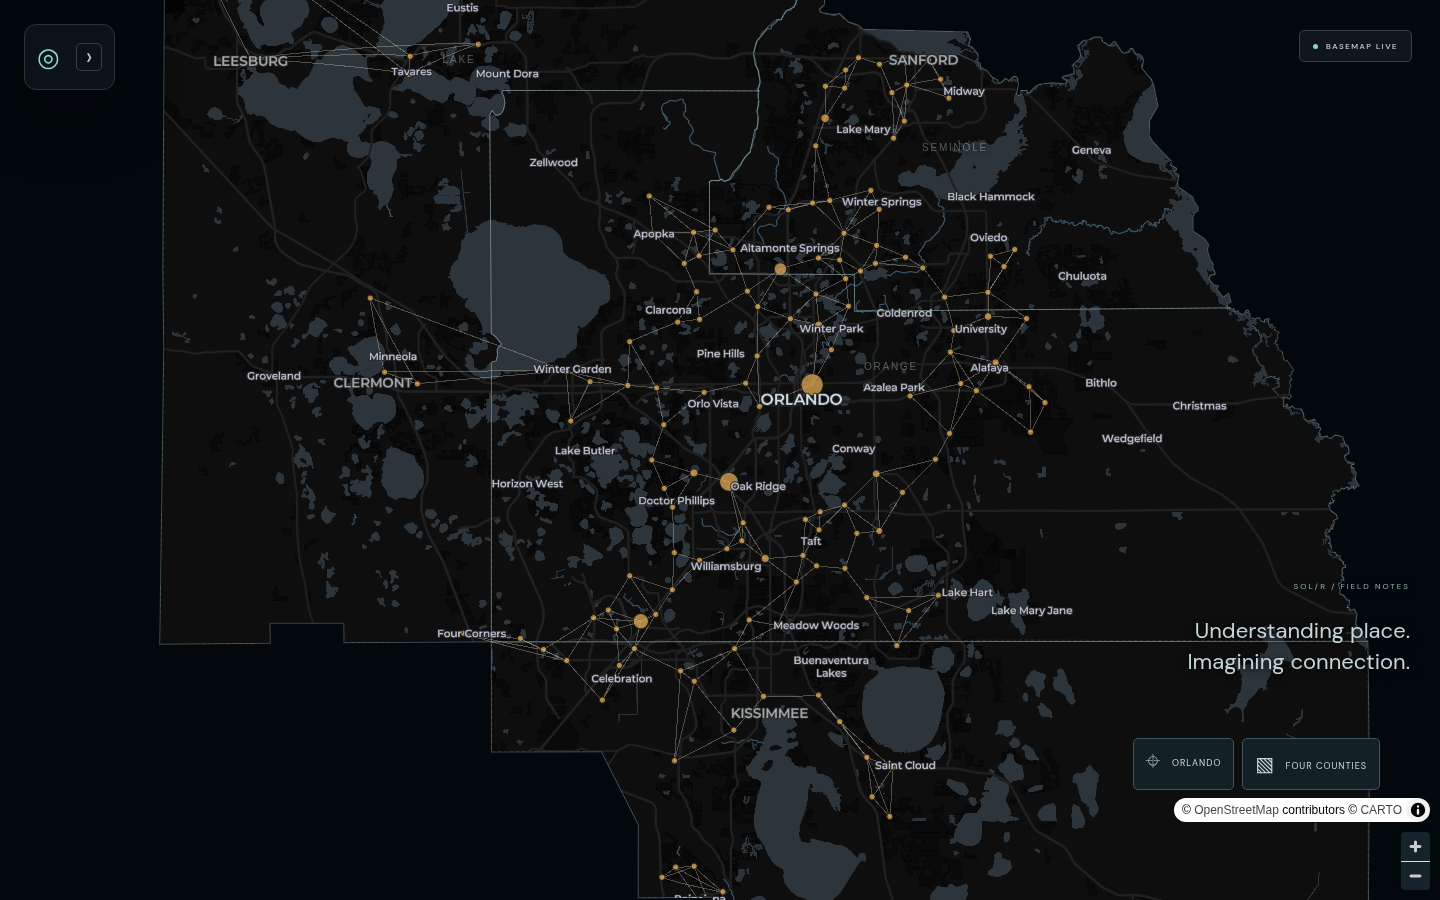 Eustis
LEESBURG
LAKE
Tavares
Mount Dora
BASEMAP LIVE
SANFORD
Midway
Lake Mary
SEMINOLE
Geneva
Zellwood
Black Hammock
Winter Springs
Apopka
Altamonte Springs
Oviedo
Chuluota
Clarcona
Goldenrod
Winter Park
University
Minneola
Pine Hills
ORANGE
Alafaya
Groveland
CLERMONT
Winter Garden
Azalea Park
Bithlo
Orlo Vista
ORLANDO
Christmas
Wedgefield
Lake Butler
Conway
Horizon West
Oak Ridge
Doctor Phillips
Taft
Williamsburg
SOL/R / FIELD NOTES
Lake Hart
Lake Mary Jane
Four Corners
Meadow Woods
Understanding place.
Imagining connection.
Buenaventura
Lakes
Celebration
KISSIMMEE
Saint Cloud
ORLANDO
FOUR COUNTIES
© OpenStreetMap contributors © CARTO